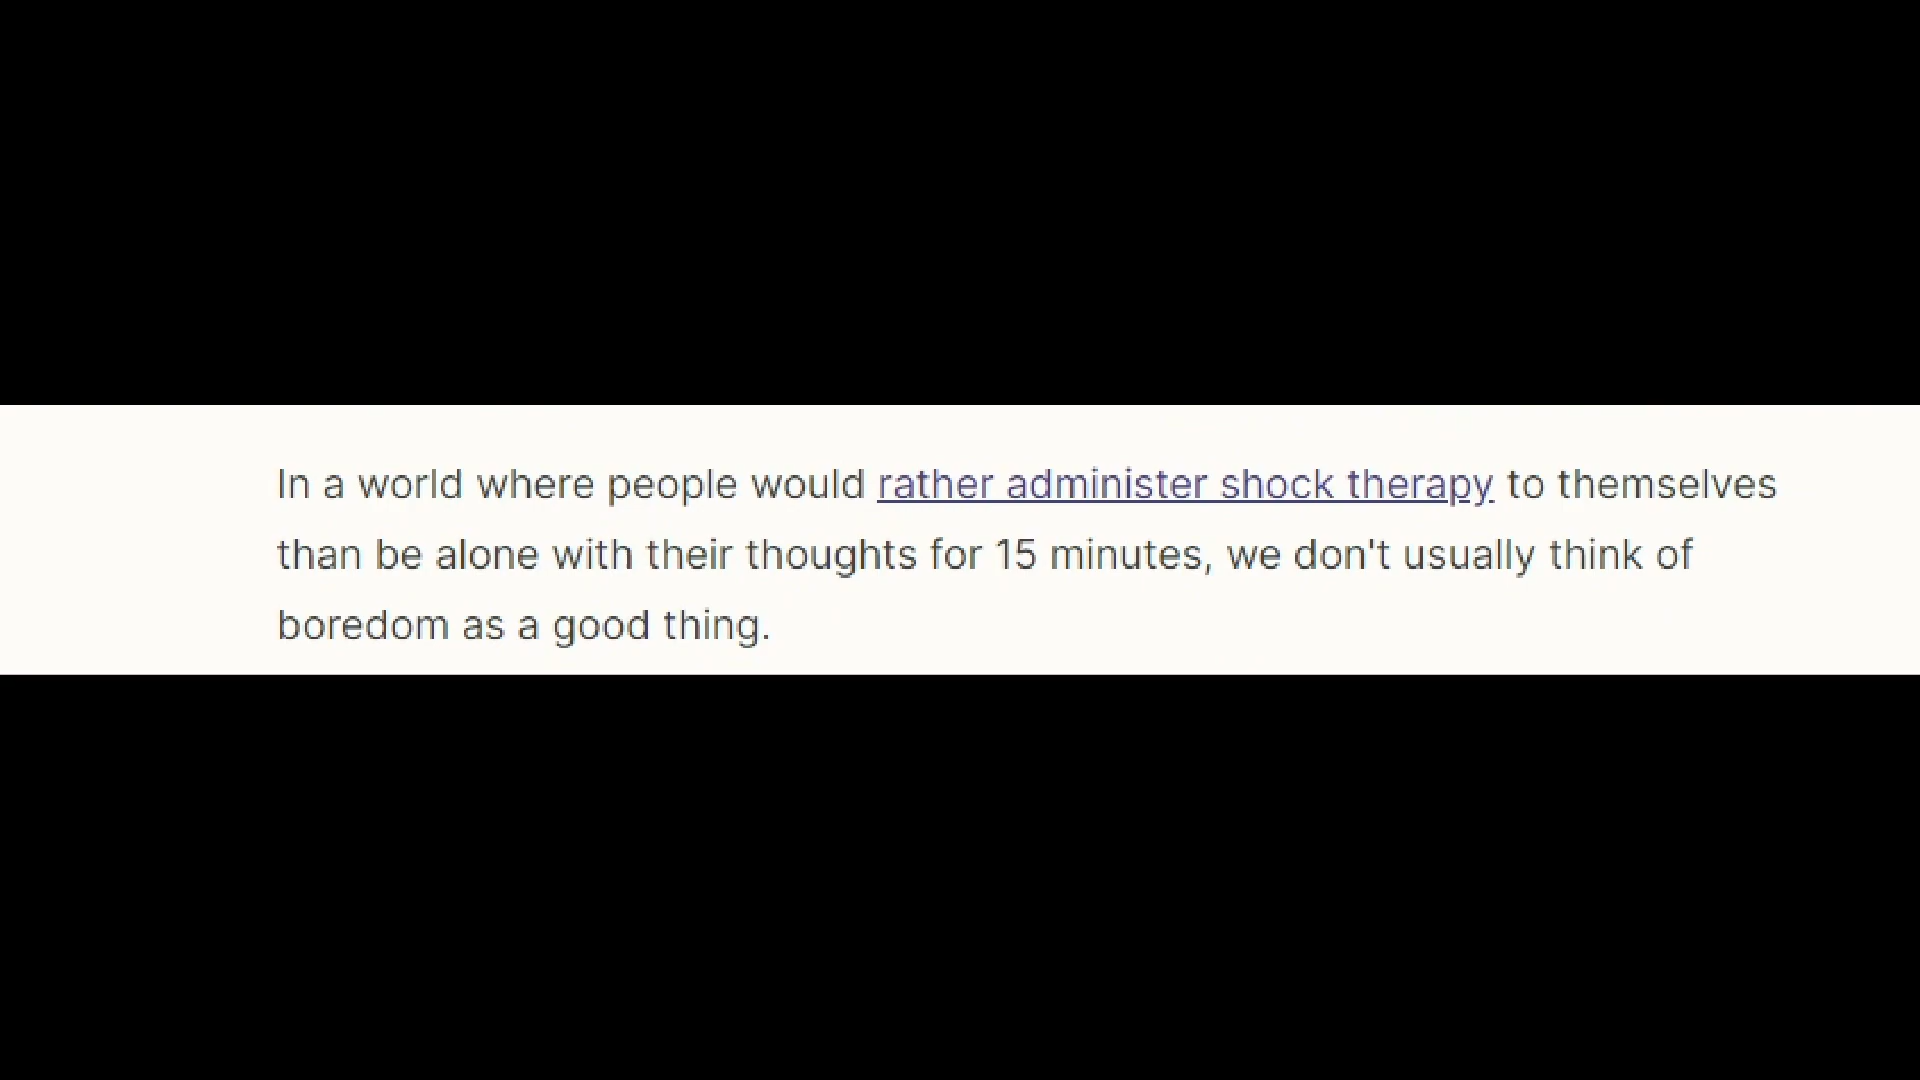 In a world where people would rather administer shock therapy to themselves
than be alone with their thoughts for 15 minutes, we don't usually think of
boredom as a good thing.